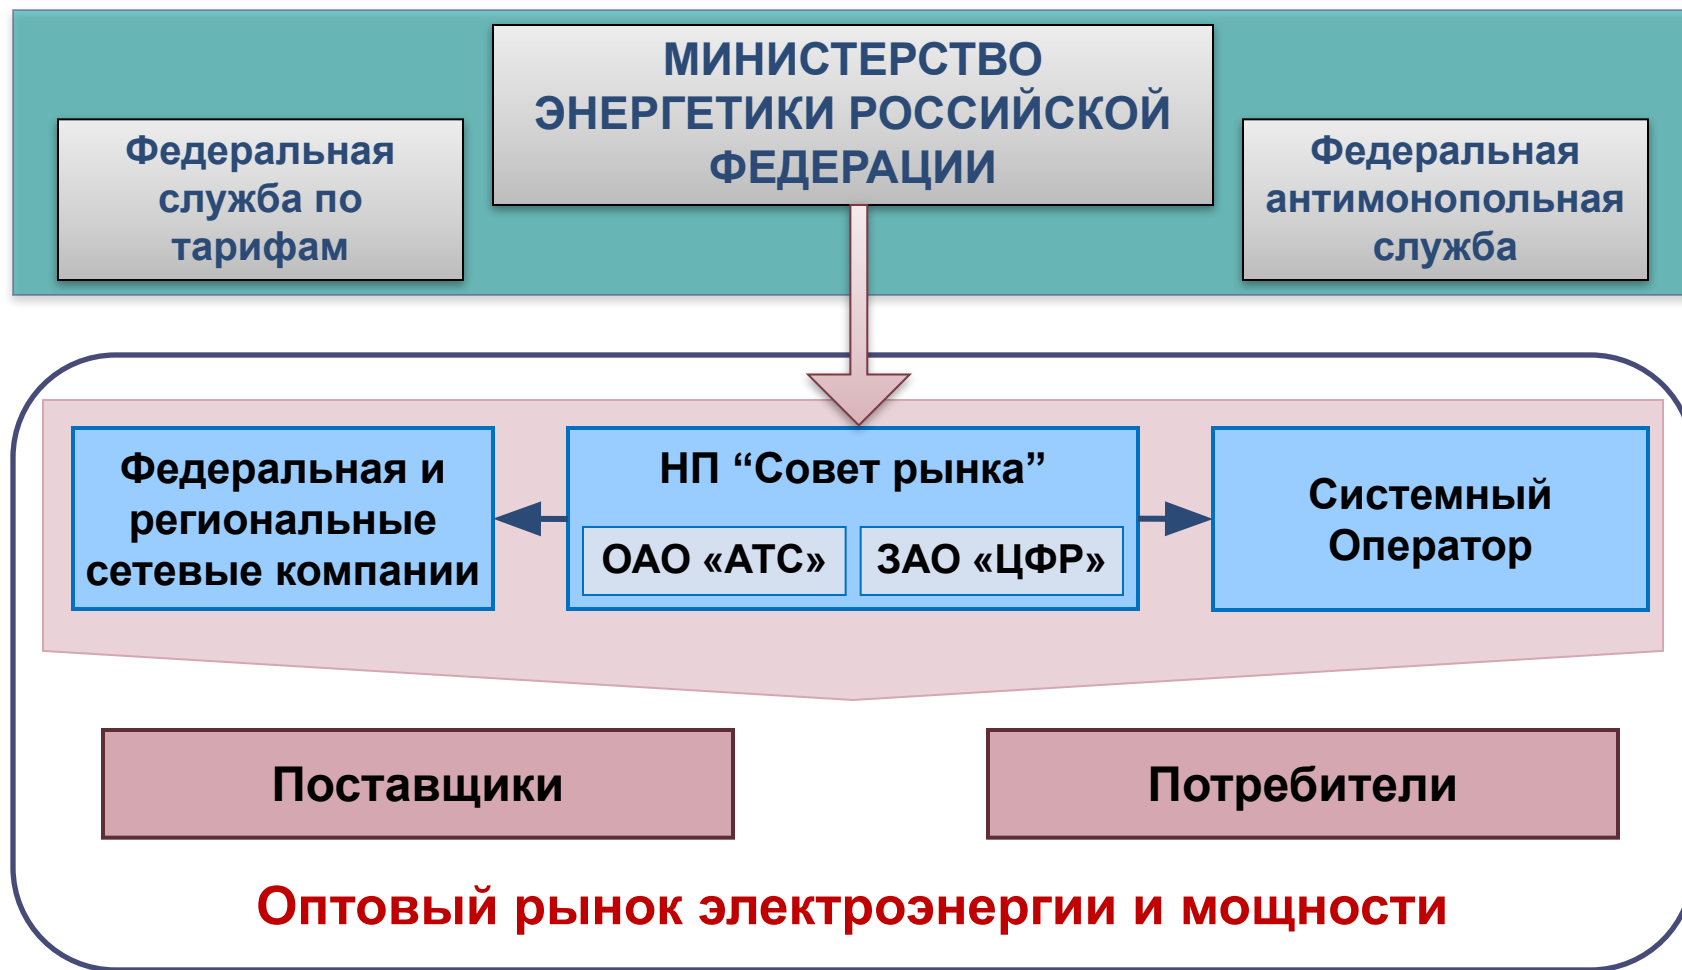 МИНИСТЕРСТВО
ЭНЕРГЕТИКИ РОССИЙСКОЙ
ФЕДЕРАЦИИ
Федеральная
служба по
тарифам
Федеральная
антимонопольная
служба
Федеральная и
региональные
сетевые компании
НП “Совет рынка”
ОАО «АТС»
ЗАО «ЦФР»
Системный
Оператор
Поставщики
Потребители
Оптовый рынок электроэнергии и мощности